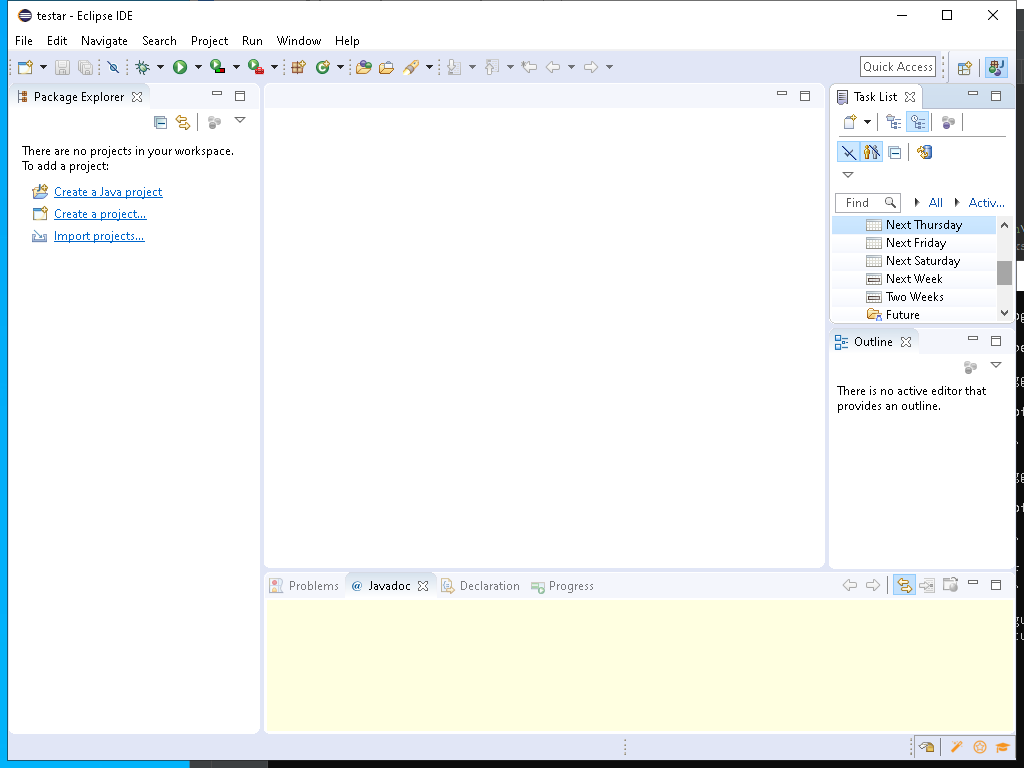 testar - Eclipse IDE
File Edit Navigate Search Project Run Window Help
Quick Access
Package Explorer
There are no projects in your workspace.
To add a project:
Create a Java project
Create a project...
Import projects...
Task List
Find All Activ...
Next Thursday
Next Friday
Next Saturday
Next Week
Two Weeks
Future
Outline
There is no active editor that
provides an outline.
Problems @ Javadoc Declaration Progress